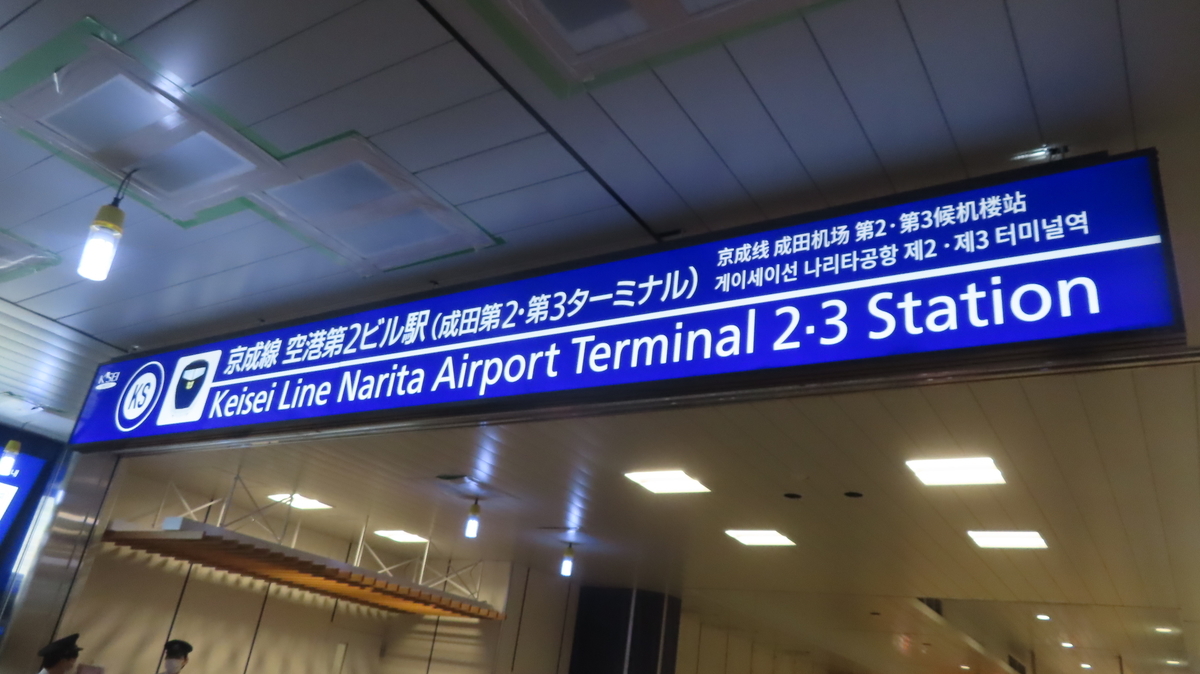 KEISEI
KS
京成線 空港第2ビル駅(成田第2・第3ターミナル)
京成线 成田机场 第2・第3候机楼站
게이세이선 나리타공항 제2・제3 터미널역
Keisei Line Narita Airport Terminal 2·3 Station